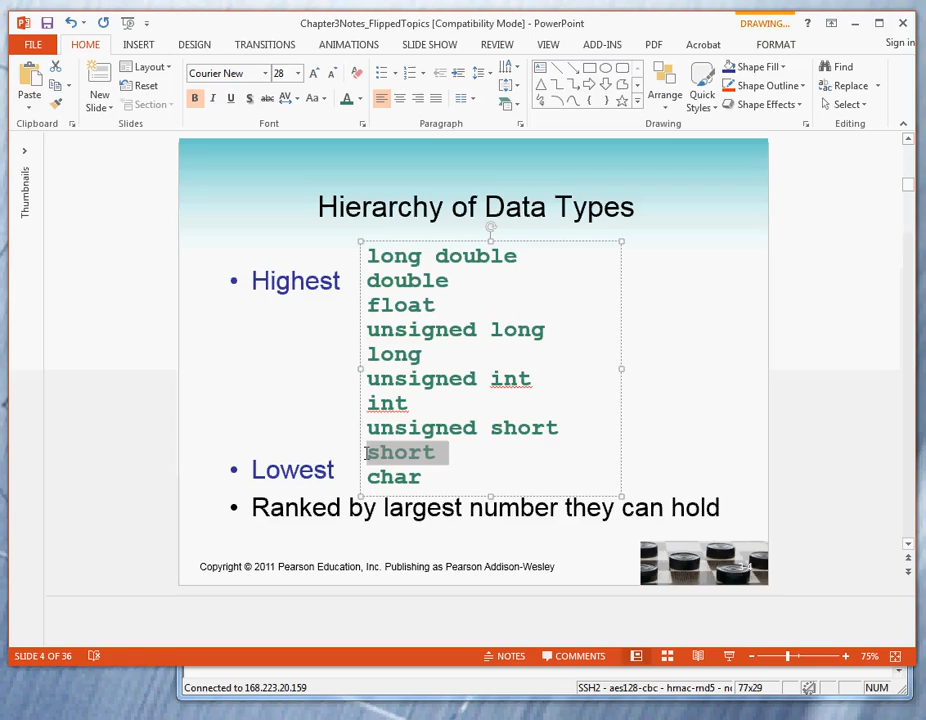 Chapter3Notes_FlippedTopics [Compatibility Mode] - PowerPoint
DRAWING...
?
FILE
HOME
INSERT
DESIGN
TRANSITIONS
ANIMATIONS
SLIDE SHOW
REVIEW
VIEW
ADD-INS
PDF
Acrobat
FORMAT
Sign in
Paste
Clipboard
New
Slide
Layout
Reset
Section
Slides
Courier New
28
B I U S abc AV Aa
A
Font
Paragraph
Arrange
Quick
Styles
Shape Fill
Shape Outline
Shape Effects
Drawing
Find
Replace
Select
Editing
Thumbnails
Hierarchy of Data Types
• Highest
long double
double
float
unsigned long
long
unsigned int
int
unsigned short
short
char
• Lowest
• Ranked by largest number they can hold
Copyright © 2011 Pearson Education, Inc. Publishing as Pearson Addison-Wesley
SLIDE 4 OF 36
NOTES
COMMENTS
75%
Connected to 168.223.20.159
SSH2 - aes128-cbc - hmac-md5 - n
77x29
NUM